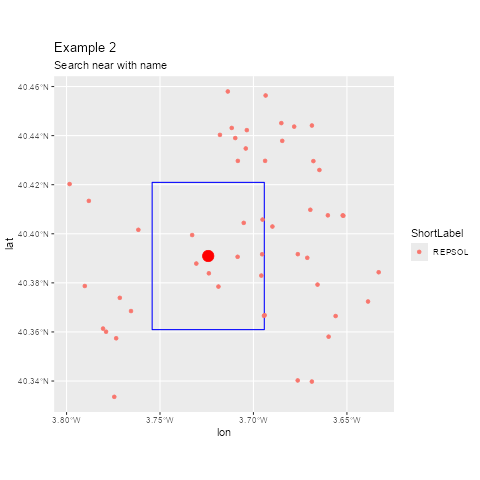 Example 2
Search near with name
40.46°N
40.44°N
40.42°N
40.40°N
40.38°N
40.36°N
40.34°N
lat
3.80°W
3.75°W
3.70°W
3.65°W
lon
ShortLabel
REPSOL